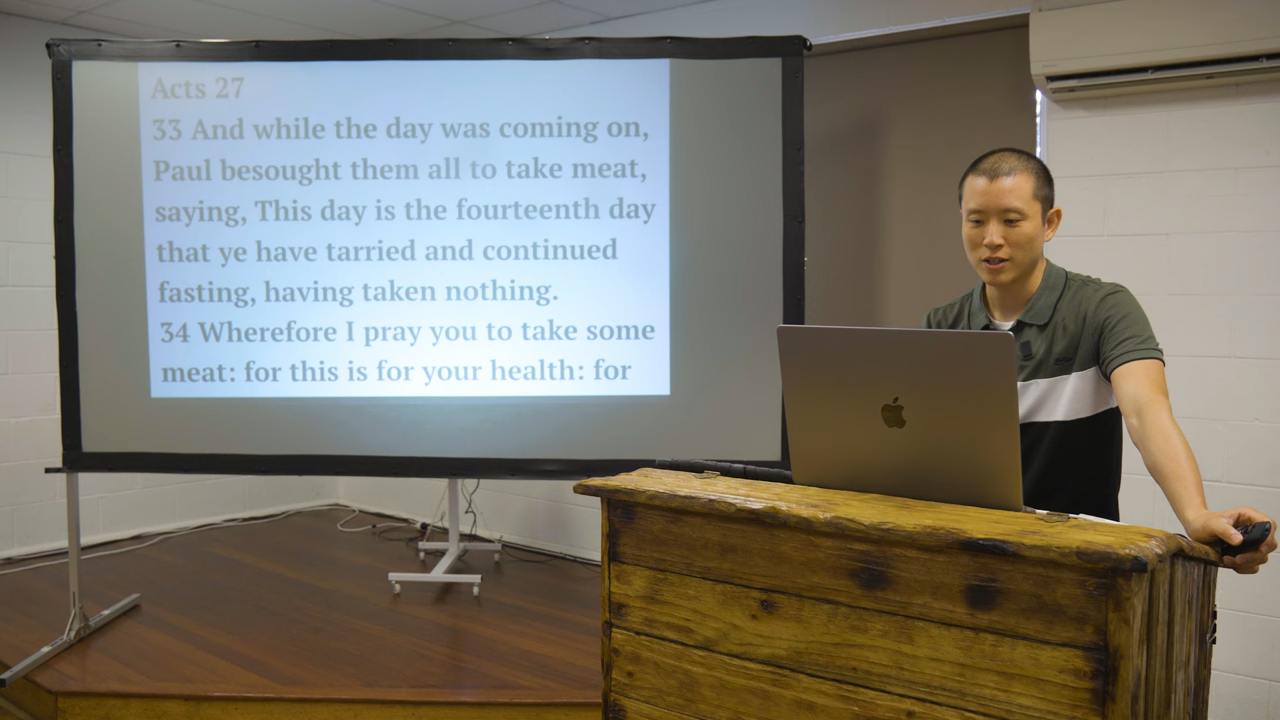 Acts 27
33 And while the day was coming on,
Paul besought them all to take meat,
saying, This day is the fourteenth day
that ye have tarried and continued
fasting, having taken nothing.
34 Wherefore I pray you to take some
meat: for this is for your health: for